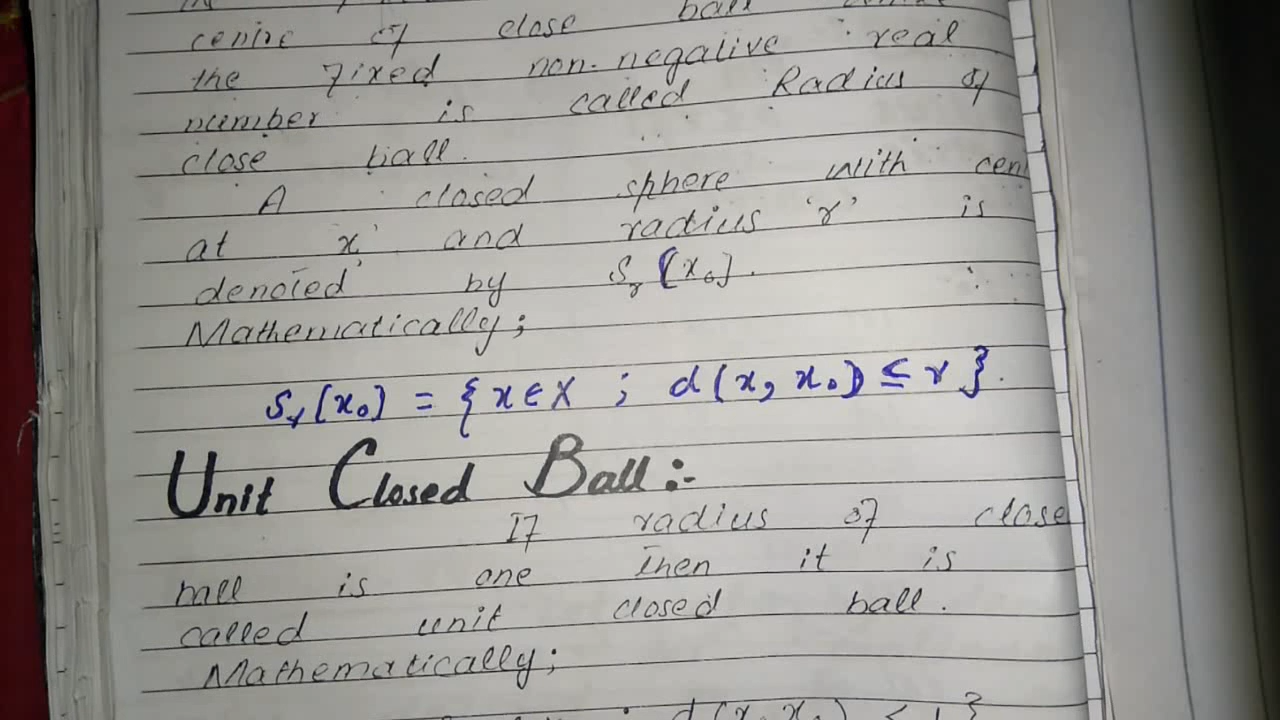 centre of close ball
the fixed non-negative real
number is called Radius of
close ball.
A closed sphere with cen
at x and radius 'r' is
denoted by Sr[x₀].
Mathematically;
Sr[x₀] = {x∈X ; d(x, x₀) ≤ r}.
Unit Closed Ball:-
If radius of close
ball is one then it is
called unit closed ball.
Mathematically;
; d(x, x₀) ≤ 1}